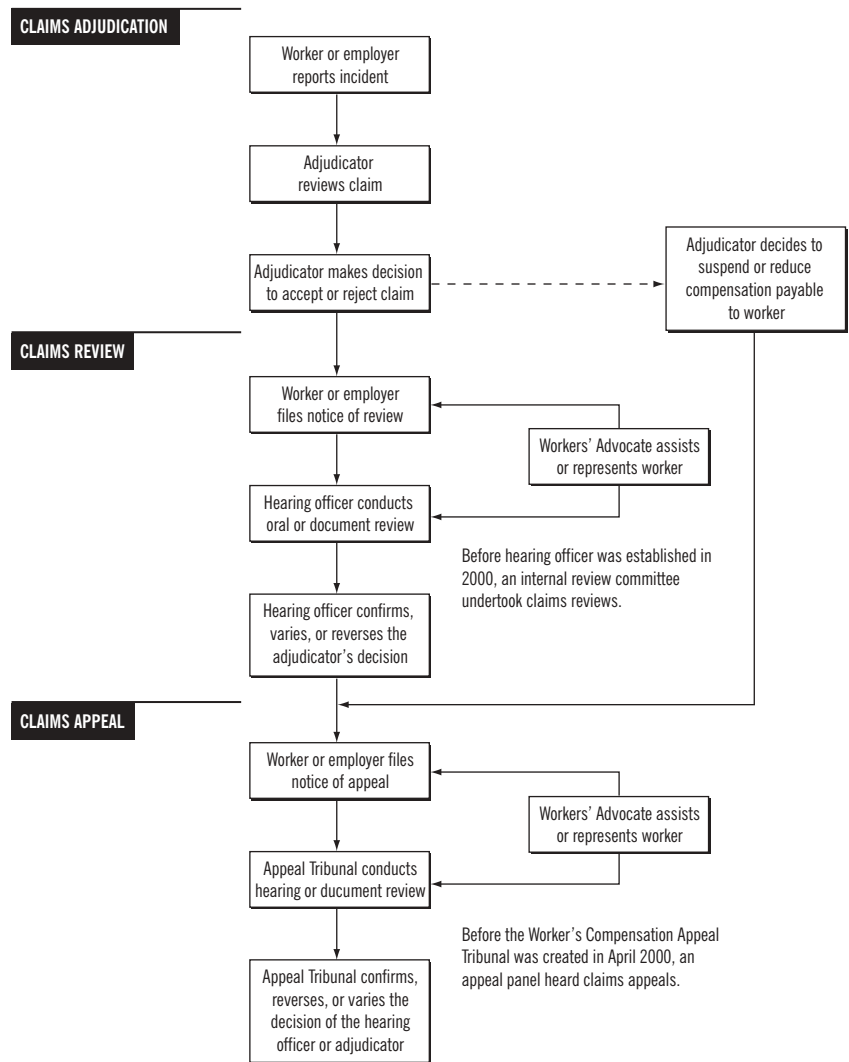 CLAIMS ADJUDICATION
Worker or employer
reports incident
Adjudicator
reviews claim
Adjudicator makes decision
to accept or reject claim
Adjudicator decides to
suspend or reduce
compensation payable
to worker
CLAIMS REVIEW
Worker or employer
files notice of review
Workers' Advocate assists
or represents worker
Hearing officer conducts
oral or document review
Before hearing officer was established in
2000, an internal review committee
undertook claims reviews.
Hearing officer confirms,
varies, or reverses the
adjudicator's decision
CLAIMS APPEAL
Worker or employer files
notice of appeal
Workers' Advocate assists
or represents worker
Appeal Tribunal conducts
hearing or ducument review
Before the Worker's Compensation Appeal
Tribunal was created in April 2000, an
appeal panel heard claims appeals.
Appeal Tribunal confirms,
reverses, or varies the
decision of the hearing
officer or adjudicator